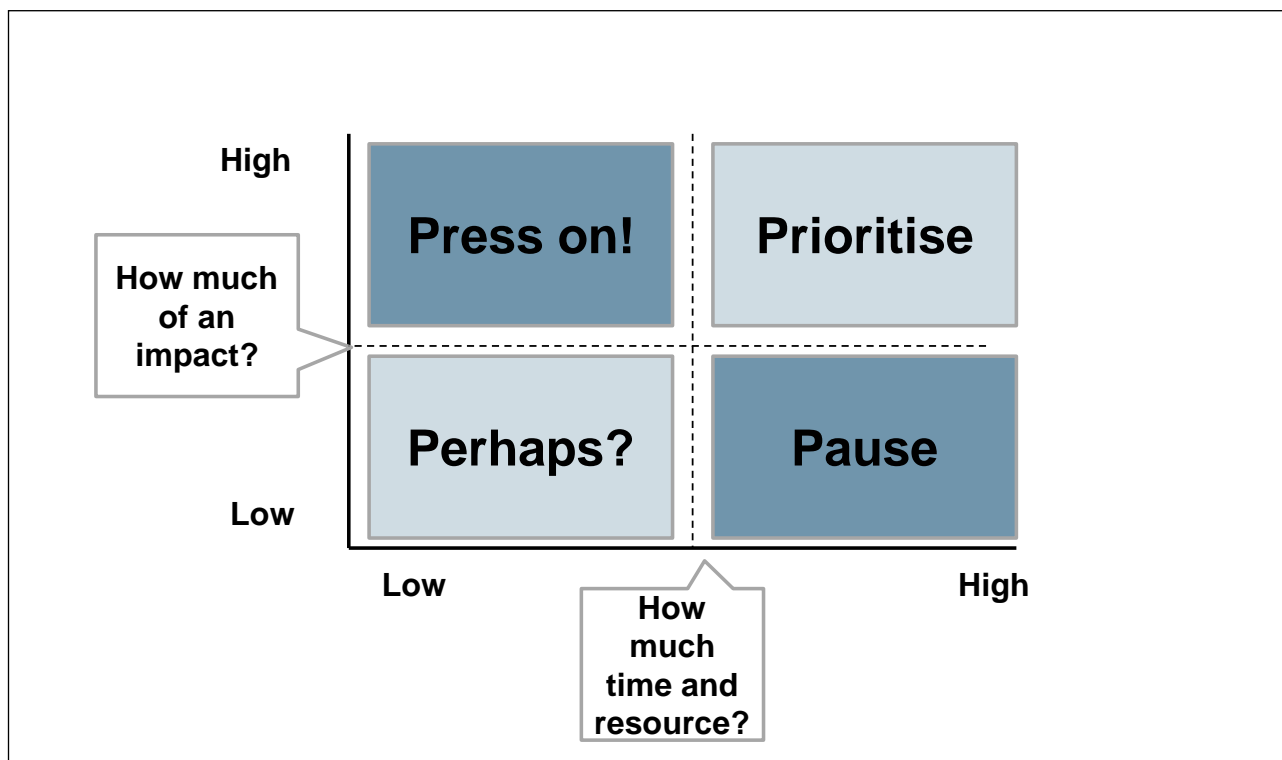 High
Press on!
Prioritise
How much
of an
impact?
Perhaps?
Pause
Low
Low
High
How
much
time and
resource?